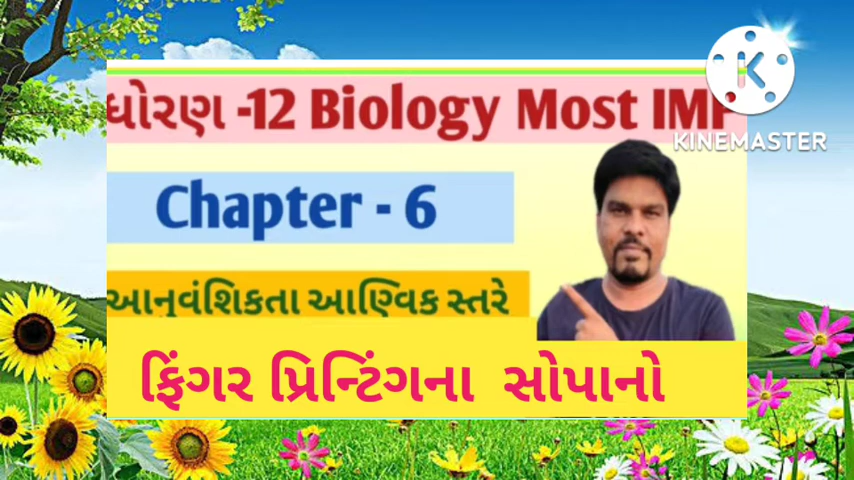 ધોરણ -12 Biology Most IMP
KINEMASTER
Chapter - 6
આનુવંશિકતા આણ્વિક સ્તરે
ફિંગર પ્રિન્ટિંગના સોપાનો